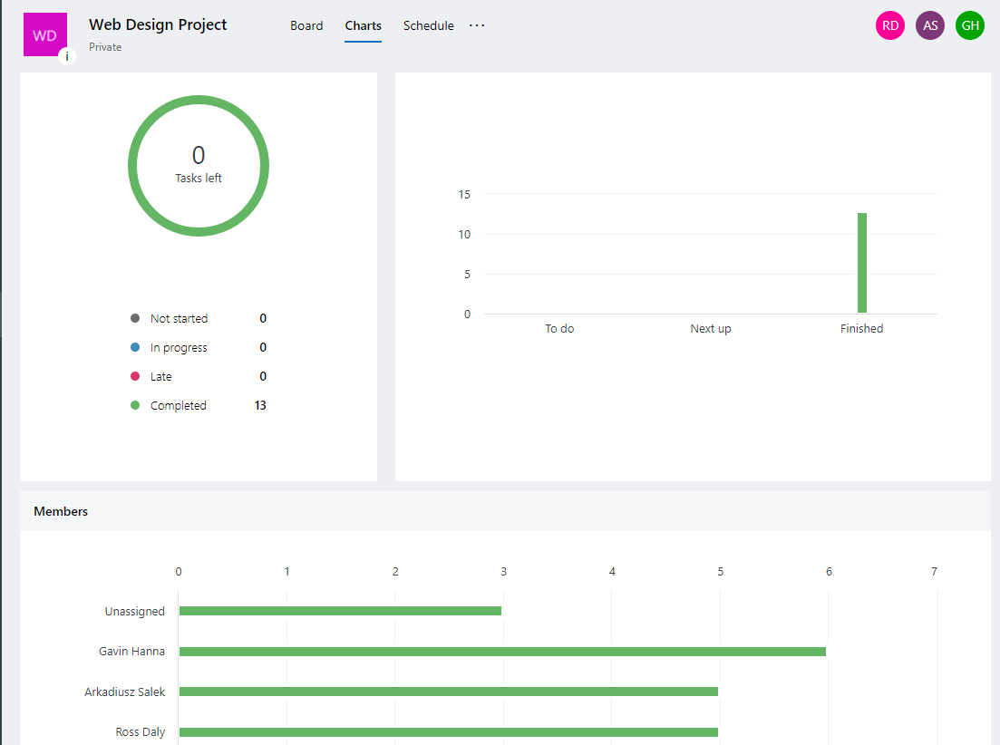 WD
i
Web Design Project
Private
Board
Charts
Schedule
...
RD
AS
GH
0
Tasks left
Not started 0
In progress 0
Late 0
Completed 13
15
10
5
0
To do
Next up
Finished
Members
0 1 2 3 4 5 6 7
Unassigned
Gavin Hanna
Arkadiusz Salek
Ross Daly